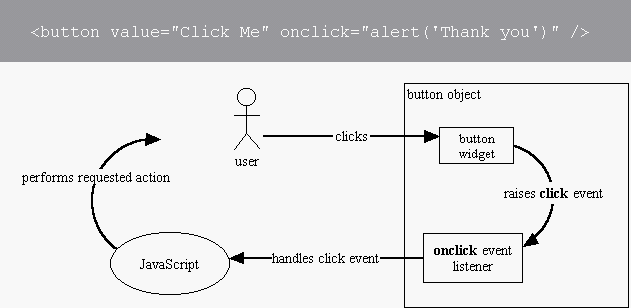 <button value="Click Me" onclick="alert('Thank you')" />
button object
clicks
button
widget
user
performs requested action
raises click event
onclick event
listener
handles click event
JavaScript